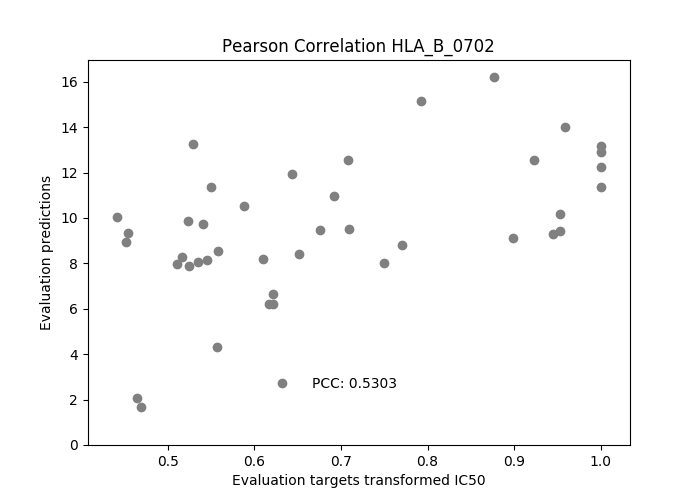 Pearson Correlation HLA_B_0702
16
14
12
10
8
6
4
2
0
Evaluation predictions
PCC: 0.5303
0.5 0.6 0.7 0.8 0.9 1.0
Evaluation targets transformed IC50